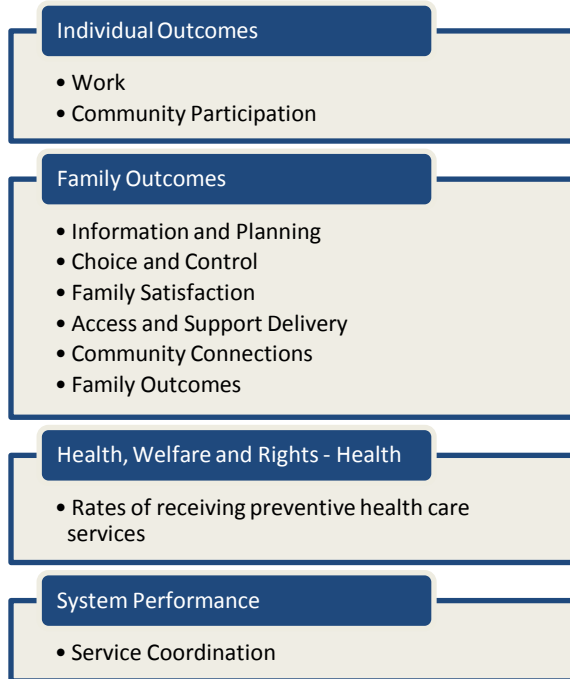 Individual Outcomes
• Work
• Community Participation
Family Outcomes
• Information and Planning
• Choice and Control
• Family Satisfaction
• Access and Support Delivery
• Community Connections
• Family Outcomes
Health, Welfare and Rights - Health
• Rates of receiving preventive health care
services
System Performance
• Service Coordination